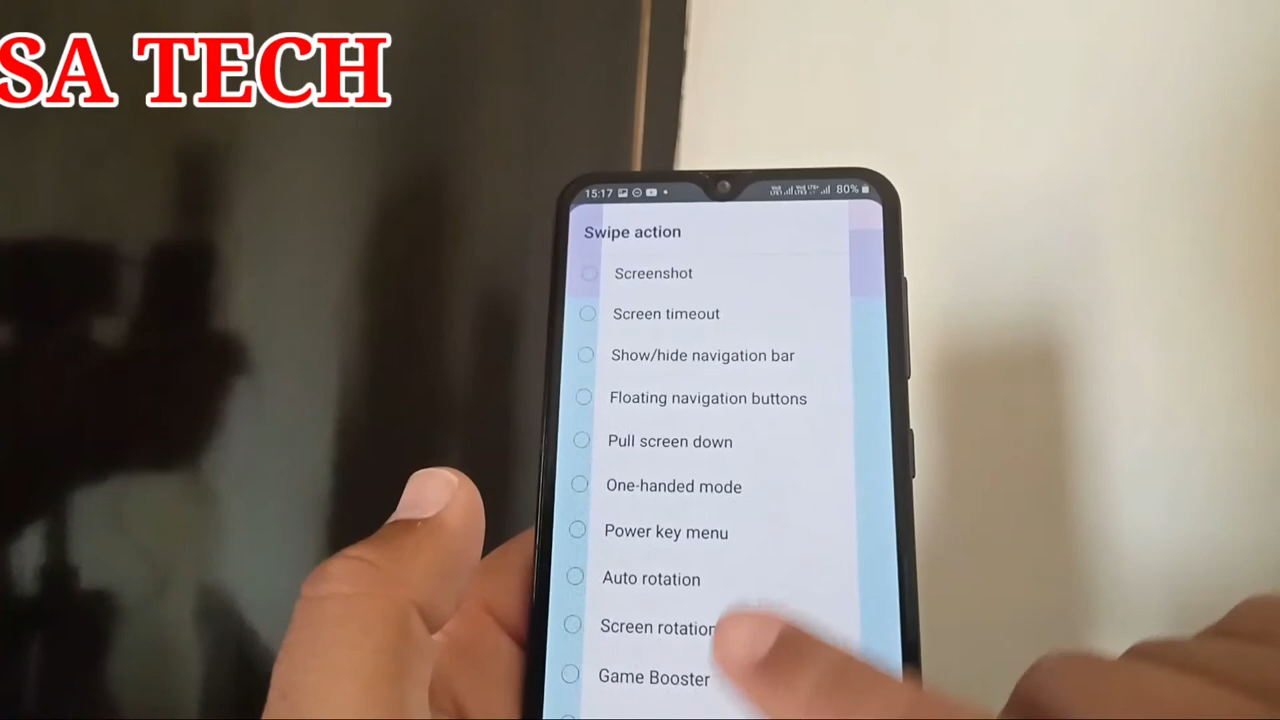 SA TECH
15:17 80%
Swipe action
Screenshot
Screen timeout
Show/hide navigation bar
Floating navigation buttons
Pull screen down
One-handed mode
Power key menu
Auto rotation
Screen rotation
Game Booster